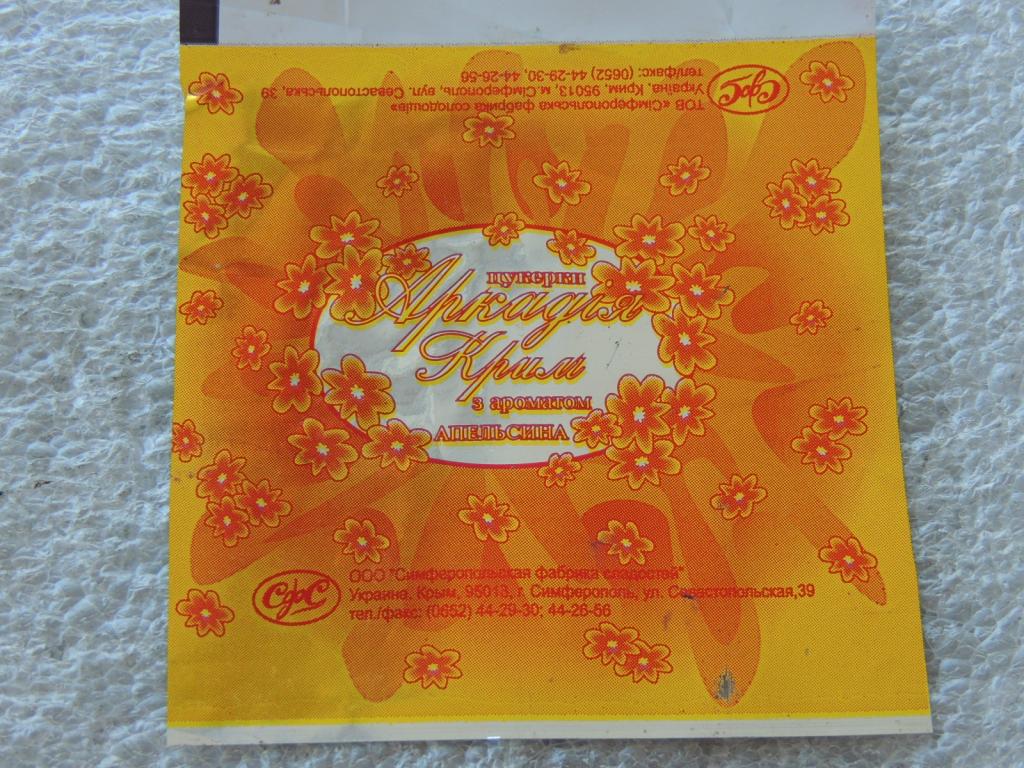 ТОВ «Сімферопольська фабрика солодощів»
Україна, Крим, 95013, м.Сімферополь, вул. Севастопольська, 39
тел/факс: (0652) 44-29-30, 44-26-56
СфС
цукерки
Аркадія
Крим
з ароматом
АПЕЛЬСИНА
СфС
ООО "Симферопольская фабрика сладостей"
Украина, Крым, 95013, г. Симферополь, ул. Севастопольская,39
тел./факс: (0652) 44-29-30; 44-26-56